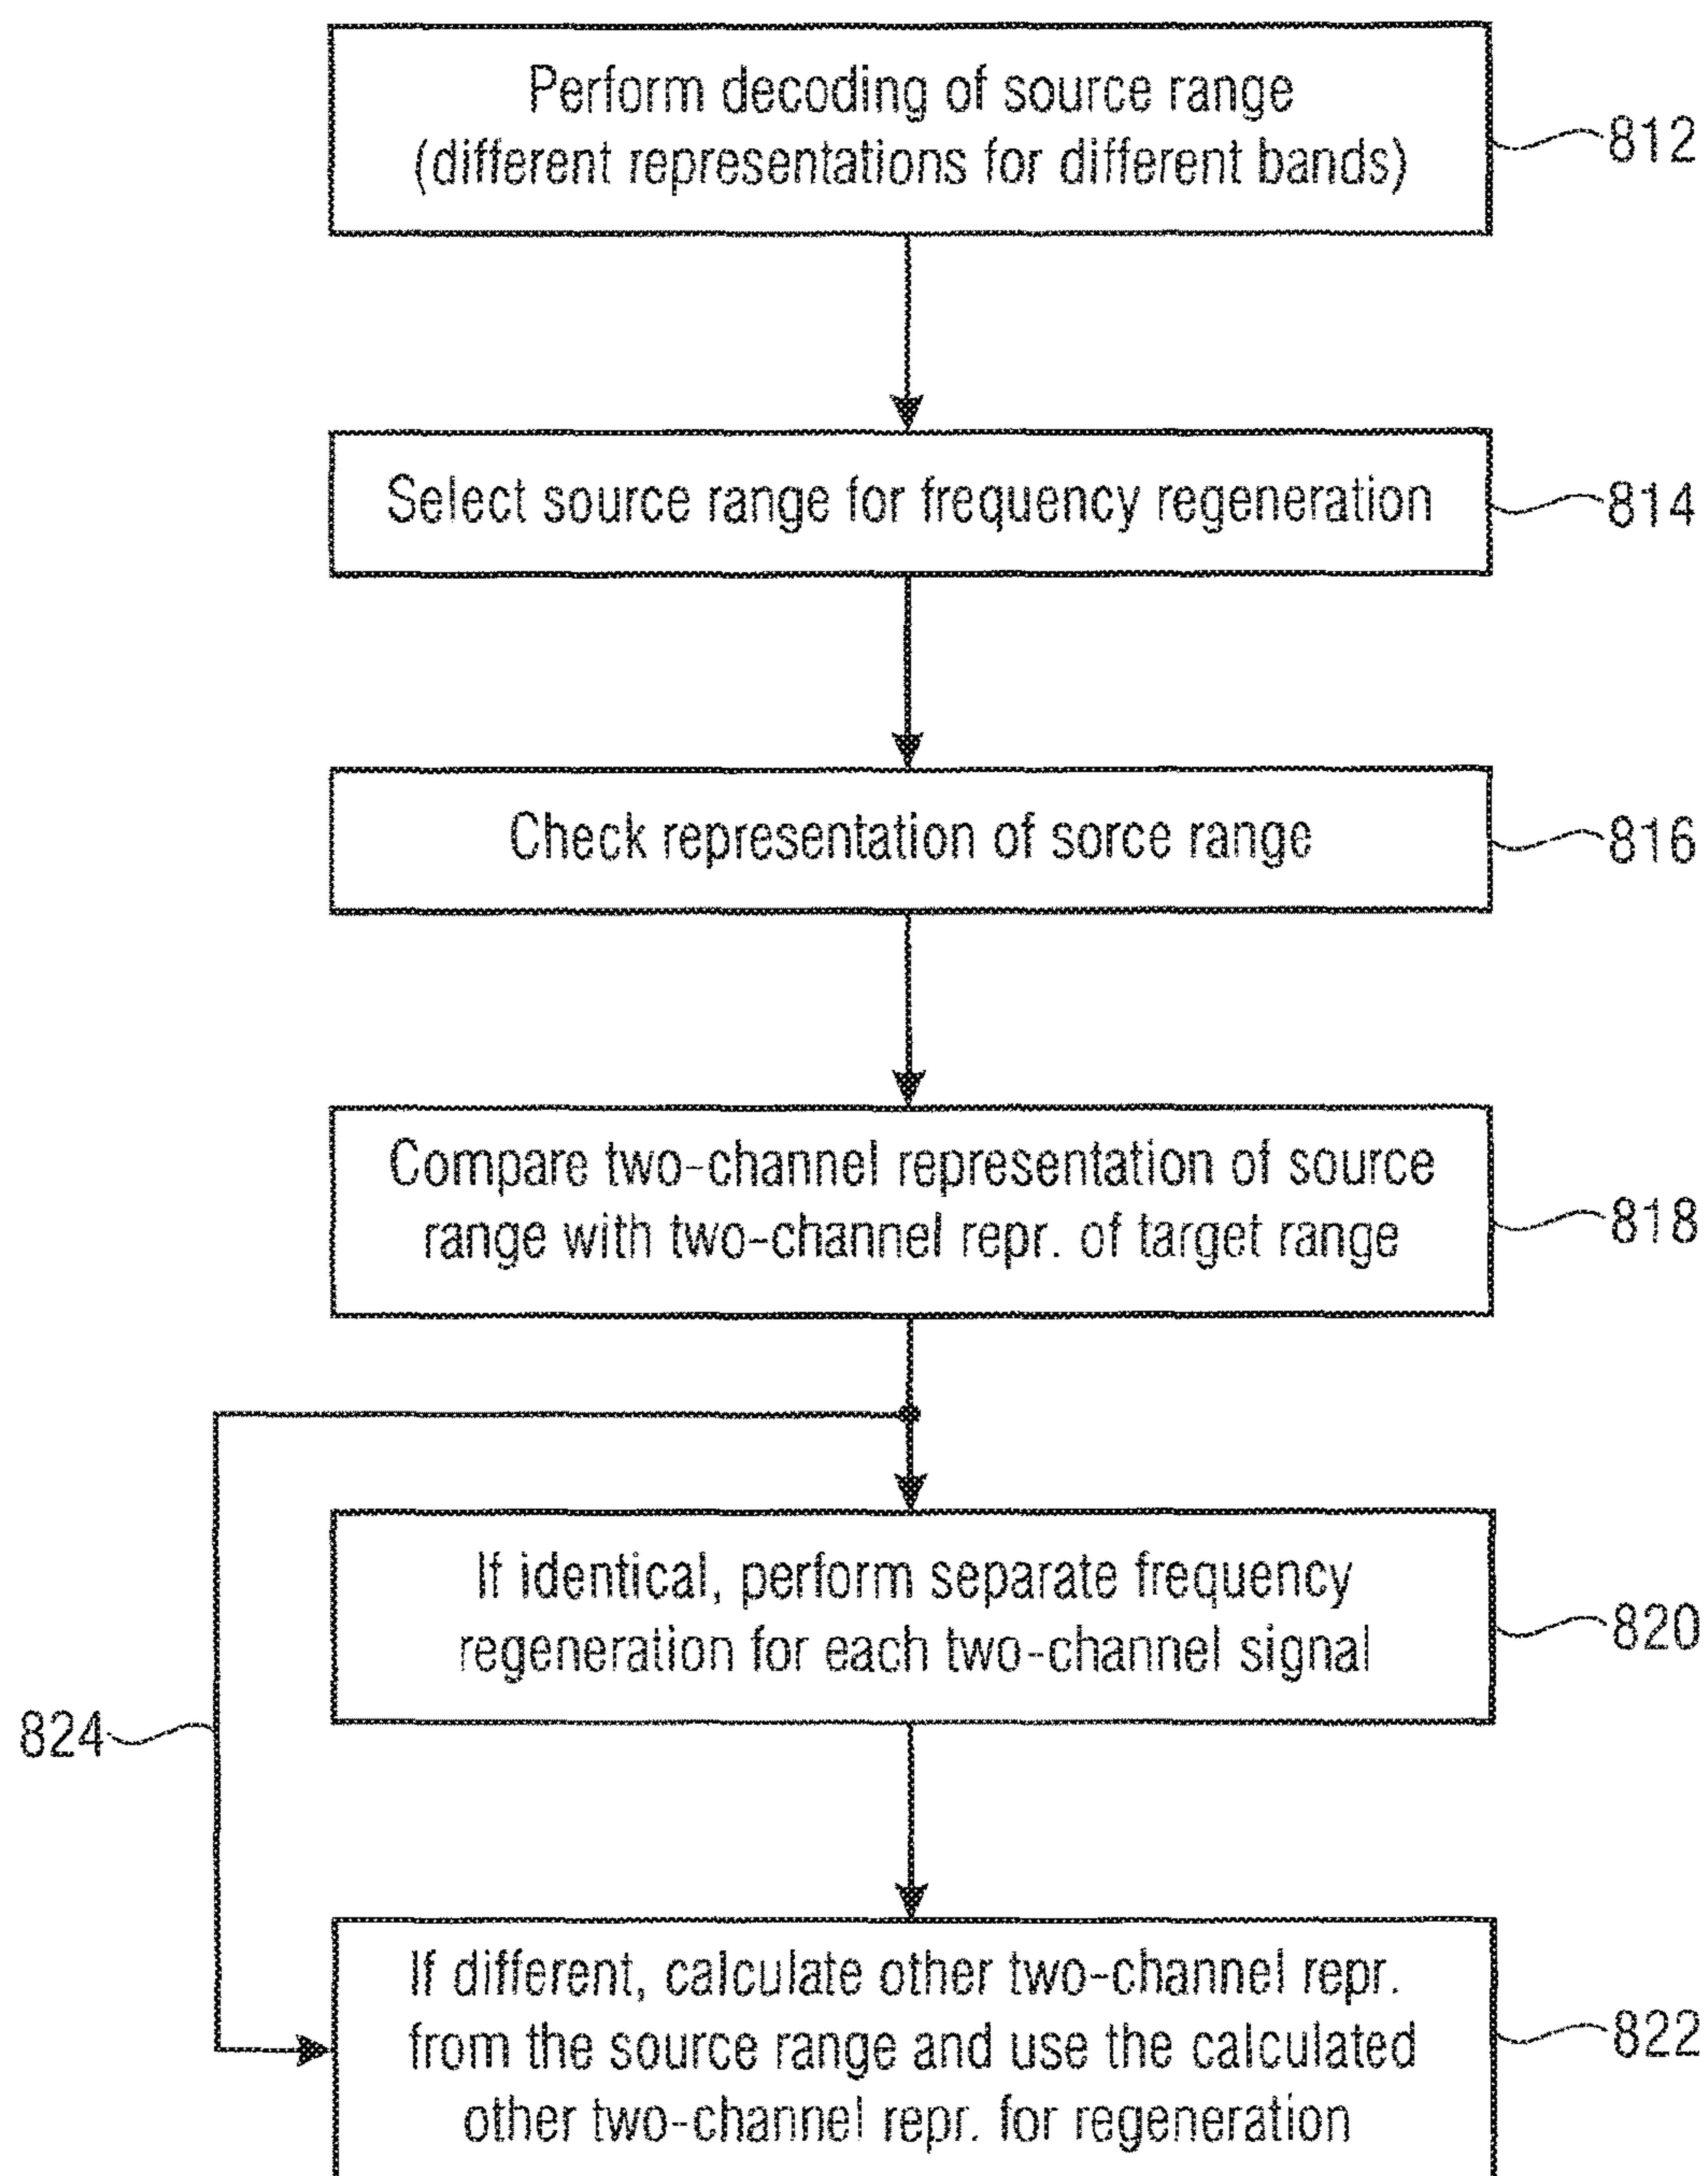 Perform decoding of source range
(different representations for different bands)
812
Select source range for frequency regeneration
814
Check representation of sorce range
816
Compare two-channel representation of source
range with two-channel repr. of target range
818
If identical, perform separate frequency
regeneration for each two-channel signal
820
824
If different, calculate other two-channel repr.
from the source range and use the calculated
other two-channel repr. for regeneration
822